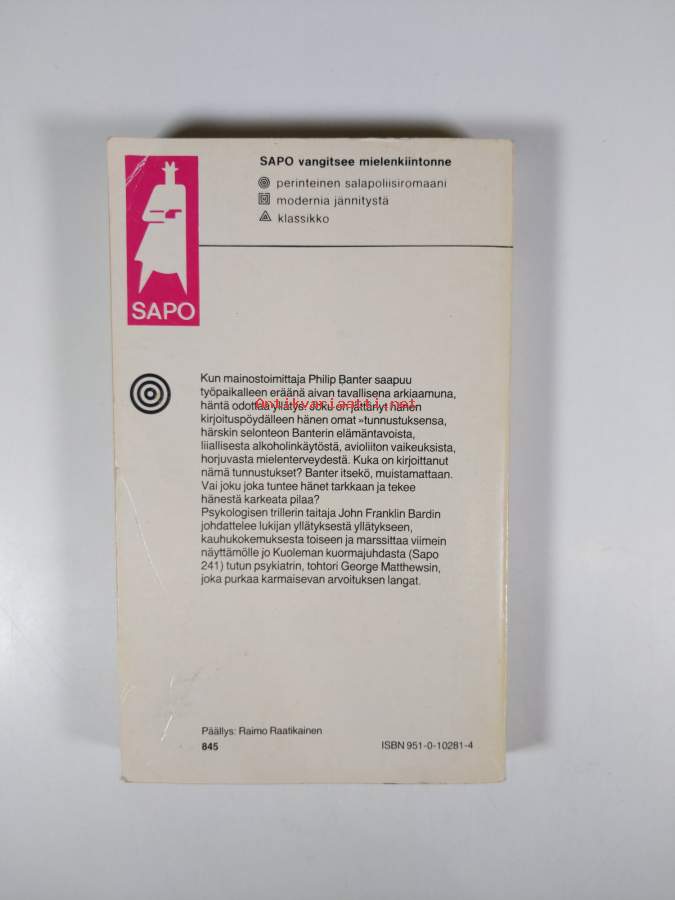 SAPO vangitsee mielenkiintonne
perinteinen salapoliisiromaani
modernia jännitystä
klassikko
SAPO
Kun mainostoimittaja Philip Banter saapuu
työpaikalleen eräänä aivan tavallisena arkiaamuna,
häntä odottaa yllätys: Joku on jättänyt hänen
Antikvariaatti.net
kirjoituspöydälleen hänen omat »tunnustuksensa,
härskin selonteon Banterin elämäntavoista,
liiallisesta alkoholinkäytöstä, avioliiton vaikeuksista,
horjuvasta mielenterveydestä. Kuka on kirjoittanut
nämä tunnustukset? Banter itsekö, muistamattaan.
Vai joku joka tuntee hänet tarkkaan ja tekee
hänestä karkeata pilaa?
Psykologisen trillerin taitaja John Franklin Bardin
johdattelee lukijan yllätyksestä yllätykseen,
kauhukokemuksesta toiseen ja marssittaa viimein
näyttämölle jo Kuoleman kuormajuhdasta (Sapo
241) tutun psykiatrin, tohtori George Matthewsin,
joka purkaa karmaisevan arvoituksen langat.
Päällys: Raimo Raatikainen
845
ISBN 951-0-10281-4